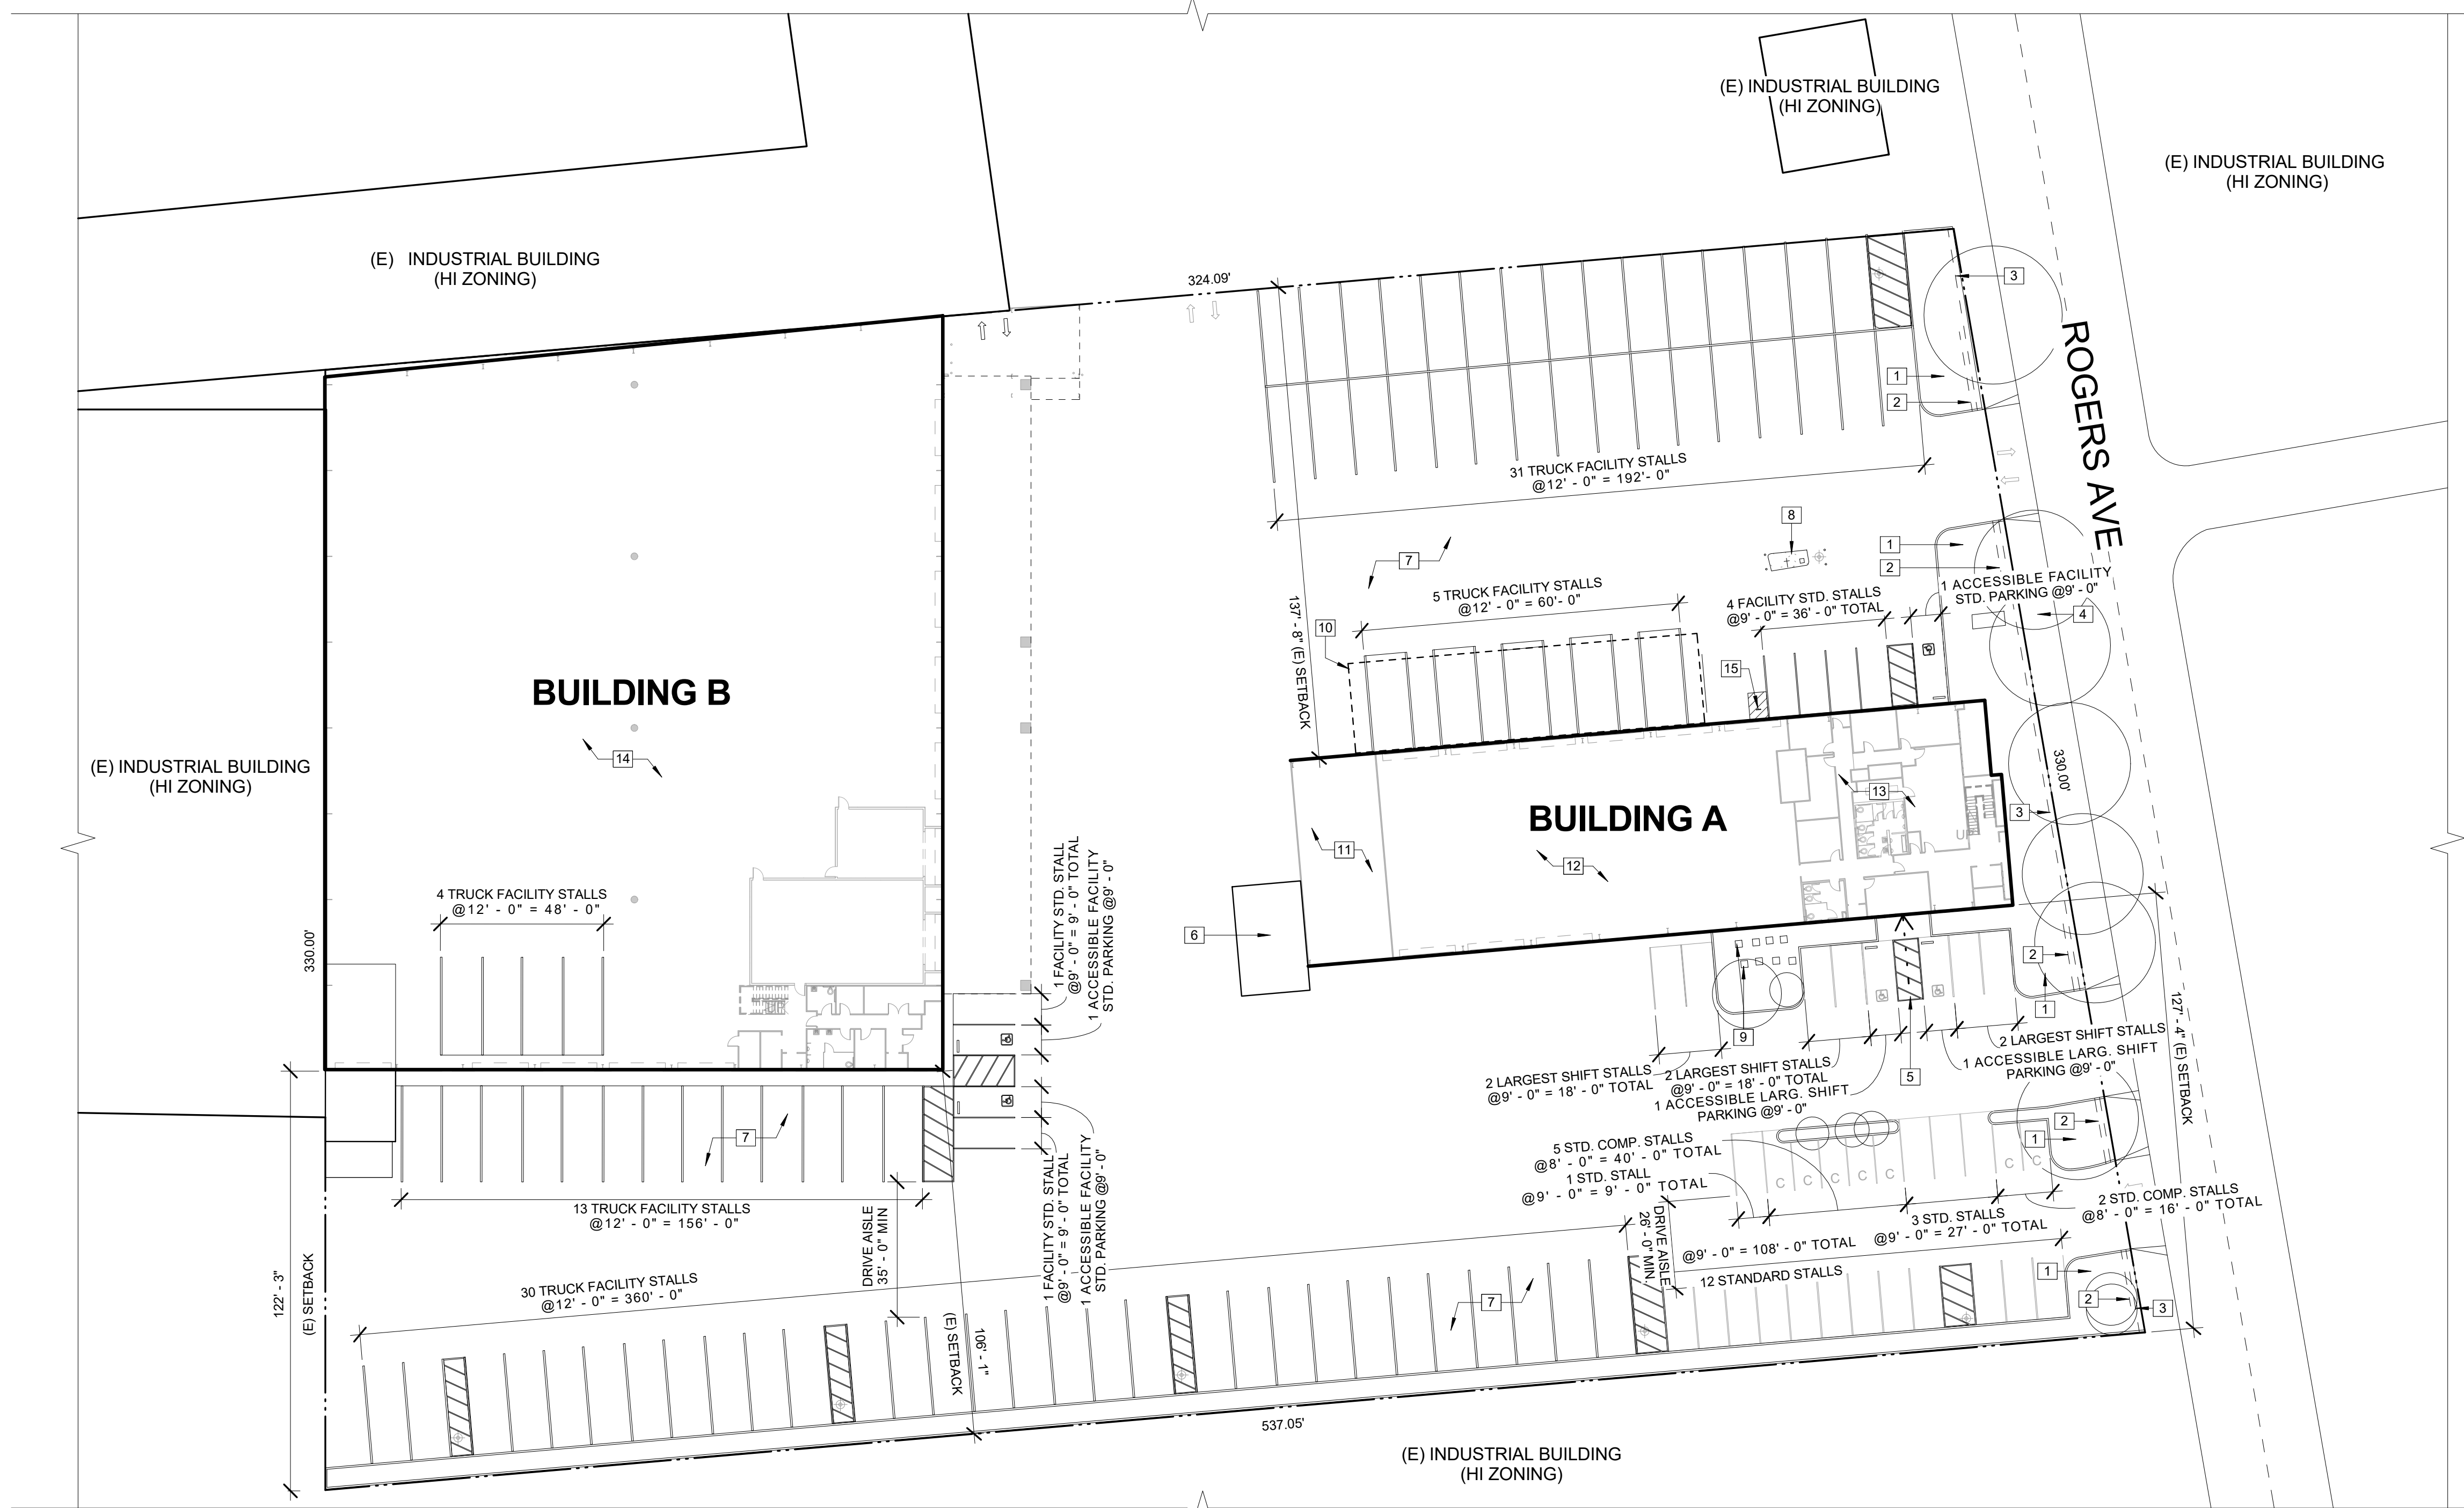 (E) INDUSTRIAL BUILDING
(HI ZONING)
(E) INDUSTRIAL BUILDING
(HI ZONING)
(E) INDUSTRIAL BUILDING
(HI ZONING)
324.09'
3
ROGERS AVE
1
2
31 TRUCK FACILITY STALLS
@12' - 0" = 192'- 0"
8
7
1
2
1 ACCESSIBLE FACILITY
STD. PARKING @9' - 0"
5 TRUCK FACILITY STALLS
@12' - 0" = 60'- 0"
4 FACILITY STD. STALLS
@9' - 0" = 36' - 0" TOTAL
4
10
137' - 8" (E) SETBACK
15
BUILDING B
14
(E) INDUSTRIAL BUILDING
(HI ZONING)
330.00'
13
3
BUILDING A
UP
11
12
4 TRUCK FACILITY STALLS
@12' - 0" = 48' - 0"
1 FACILITY STD. STALL
@9' - 0" = 9' - 0" TOTAL
1 ACCESSIBLE FACILITY
STD. PARKING @9' - 0"
330.00'
6
2
1
9
5
127' - 4" (E) SETBACK
2 LARGEST SHIFT STALLS
1 ACCESSIBLE LARG. SHIFT
PARKING @9' - 0"
2 LARGEST SHIFT STALLS
@9' - 0" = 18' - 0" TOTAL
2 LARGEST SHIFT STALLS
@9' - 0" = 18' - 0" TOTAL
1 ACCESSIBLE LARG. SHIFT
PARKING @9' - 0"
7
13 TRUCK FACILITY STALLS
@12' - 0" = 156' - 0"
1 FACILITY STD. STALL
@9' - 0" = 9' - 0" TOTAL
1 ACCESSIBLE FACILITY
STD. PARKING @9' - 0"
5 STD. COMP. STALLS
@8' - 0" = 40' - 0" TOTAL
1 STD. STALL
@9' - 0" = 9' - 0" TOTAL
C C C C C
C C
2
1
2 STD. COMP. STALLS
@8' - 0" = 16' - 0" TOTAL
3 STD. STALLS
@9' - 0" = 27' - 0" TOTAL
DRIVE AISLE
35' - 0" MIN
DRIVE AISLE
26' - 0" MIN.
@9' - 0" = 108' - 0" TOTAL
12 STANDARD STALLS
1
2
3
122' - 3"
(E) SETBACK
30 TRUCK FACILITY STALLS
@12' - 0" = 360' - 0"
7
106' - 1"
(E) SETBACK
537.05'
(E) INDUSTRIAL BUILDING
(HI ZONING)